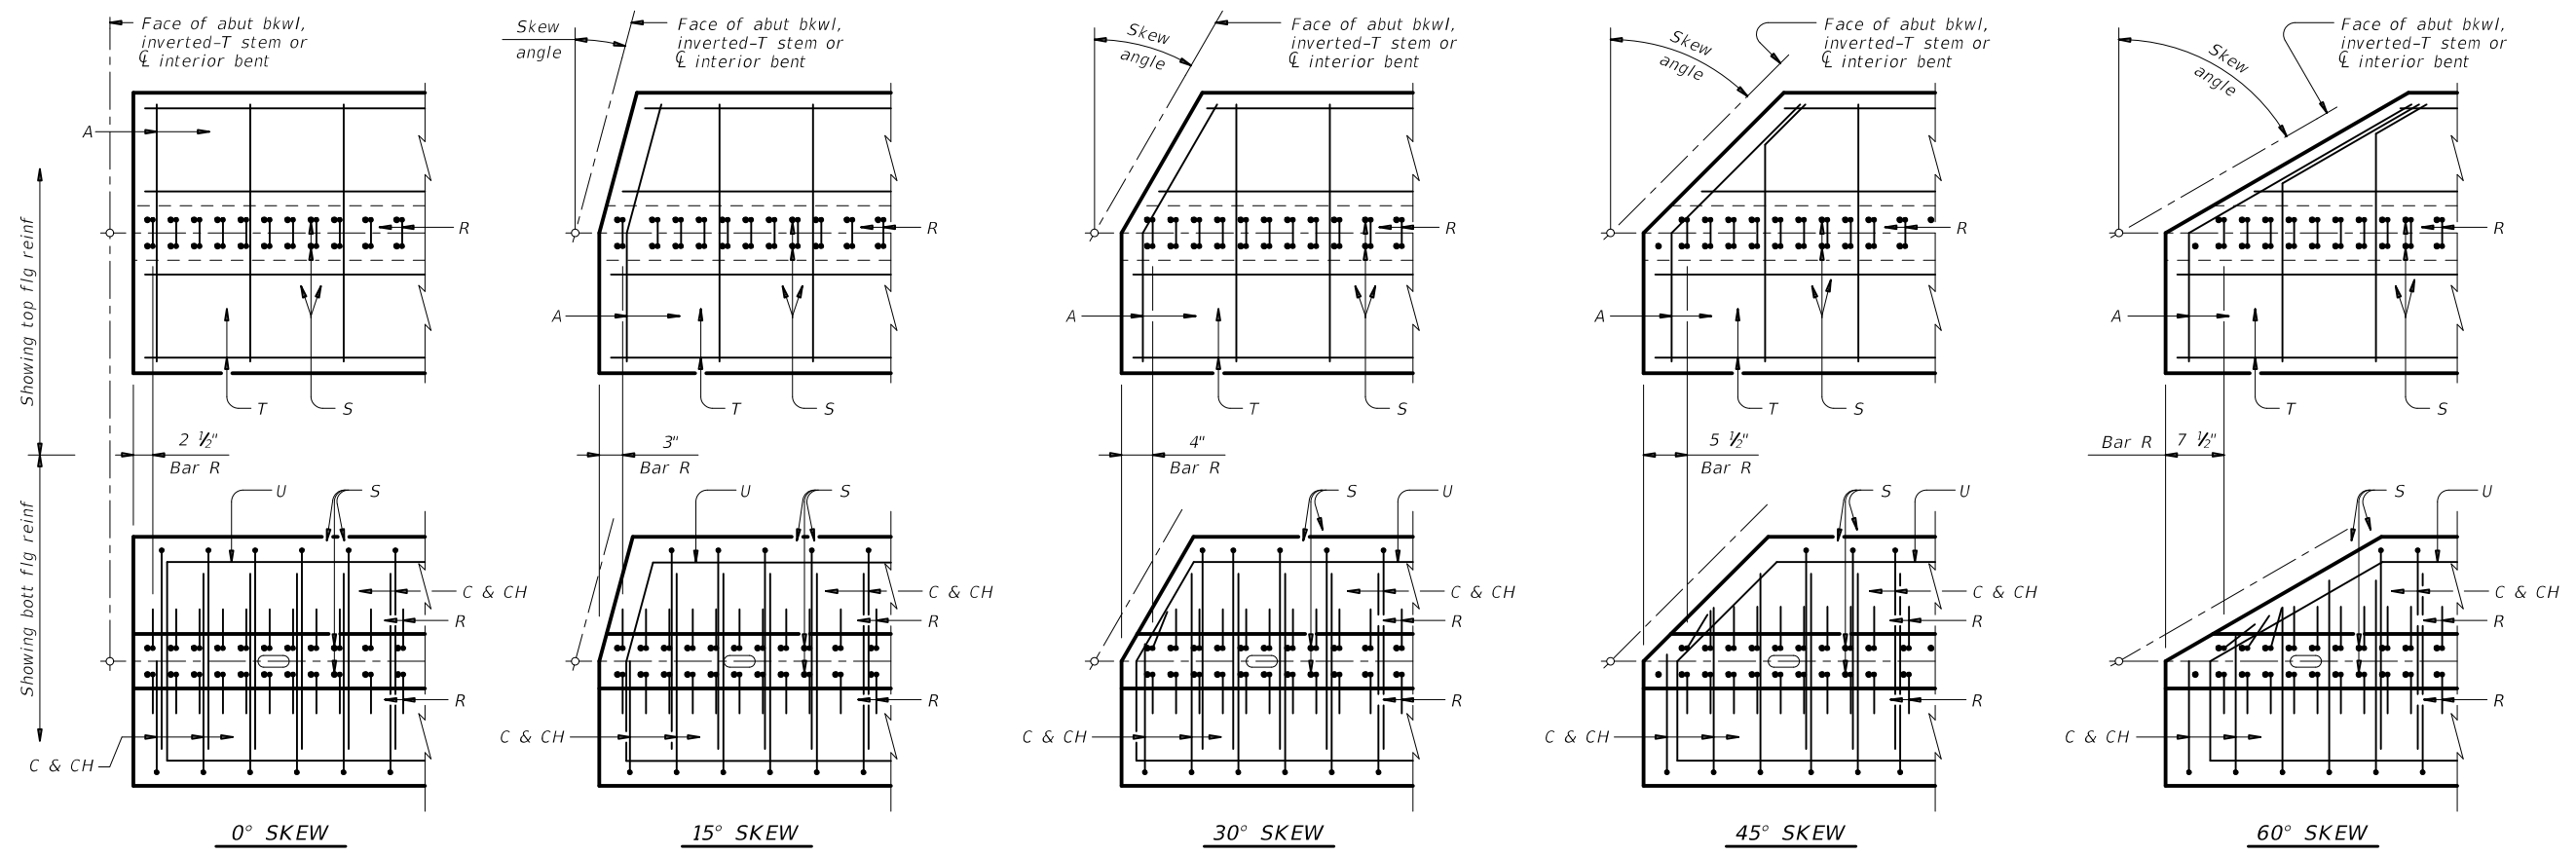 Face of abut bkwl,
inverted-T stem or
℄ interior bent
Skew
angle
Face of abut bkwl,
inverted-T stem or
℄ interior bent
Skew
angle
Face of abut bkwl,
inverted-T stem or
℄ interior bent
Skew
angle
Face of abut bkwl,
inverted-T stem or
℄ interior bent
Skew
angle
Face of abut bkwl,
inverted-T stem or
℄ interior bent
Showing top flg reinf
A
R
T
S
A
R
T
S
A
R
T
S
A
R
T
S
A
R
T
S
2 ½"
Bar R
3"
Bar R
4"
Bar R
5 ½"
Bar R
Bar R 7 ½"
Showing bott flg reinf
U
S
C & CH
R
R
C & CH
U
S
C & CH
R
R
C & CH
S
U
C & CH
R
R
C & CH
S
U
C & CH
R
R
C & CH
S
U
C & CH
R
R
C & CH
0° SKEW
15° SKEW
30° SKEW
45° SKEW
60° SKEW